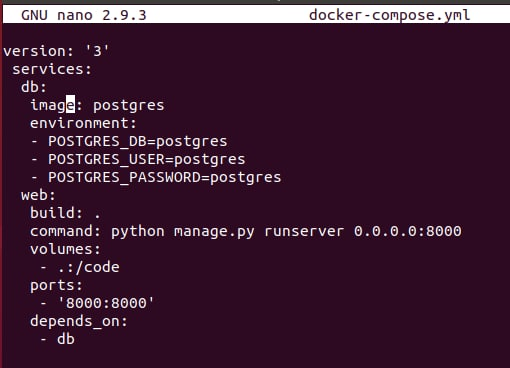 GNU nano 2.9.3 docker-compose.yml
version: '3'
 services:
  db:
   image: postgres
   environment:
   - POSTGRES_DB=postgres
   - POSTGRES_USER=postgres
   - POSTGRES_PASSWORD=postgres
  web:
   build: .
   command: python manage.py runserver 0.0.0.0:8000
   volumes:
    - .:/code
   ports:
    - '8000:8000'
   depends_on:
    - db